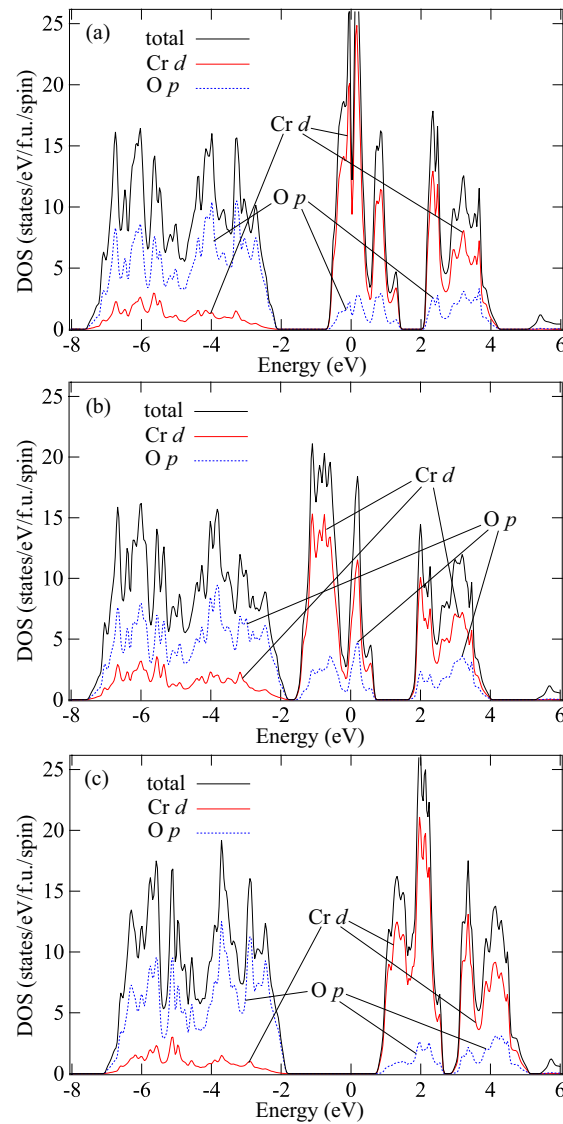 (a)
total
Cr d
O p
Cr d
O p
DOS (states/eV/f.u./spin)
25
20
15
10
5
0
-8 -6 -4 -2 0 2 4 6
Energy (eV)
(b)
total
Cr d
O p
Cr d
O p
DOS (states/eV/f.u./spin)
25
20
15
10
5
0
-8 -6 -4 -2 0 2 4 6
Energy (eV)
(c)
total
Cr d
O p
Cr d
O p
DOS (states/eV/f.u./spin)
25
20
15
10
5
0
-8 -6 -4 -2 0 2 4 6
Energy (eV)